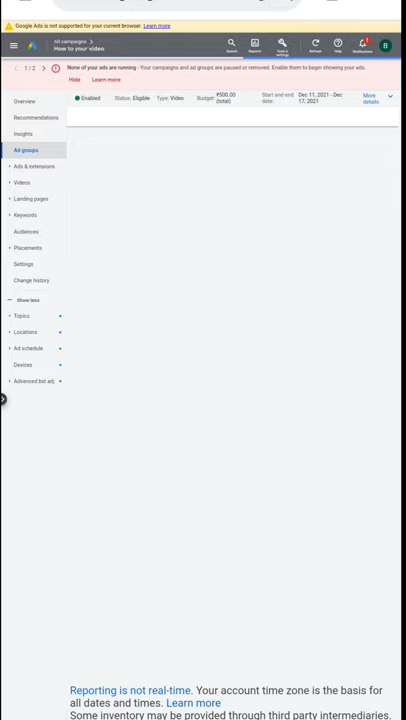 Google Ads is not supported for your current browser. Learn more
All campaigns
How to your video
Search
Reports
Tools & settings
Refresh
Help
Notifications
B
1 / 2
None of your ads are running - Your campaigns and ad groups are paused or removed. Enable them to begin showing your ads.
Hide Learn more
Enabled Status: Eligible Type: Video Budget: ₹500.00 (total) Start and end date: Dec 11, 2021 - Dec 17, 2021 More details
Overview
Recommendations
Insights
Ad groups
Ads & extensions
Videos
Landing pages
Keywords
Audiences
Placements
Settings
Change history
Show less
Topics
Locations
Ad schedule
Devices
Advanced bid adj.
Reporting is not real-time. Your account time zone is the basis for
all dates and times. Learn more
Some inventory may be provided through third party intermediaries.